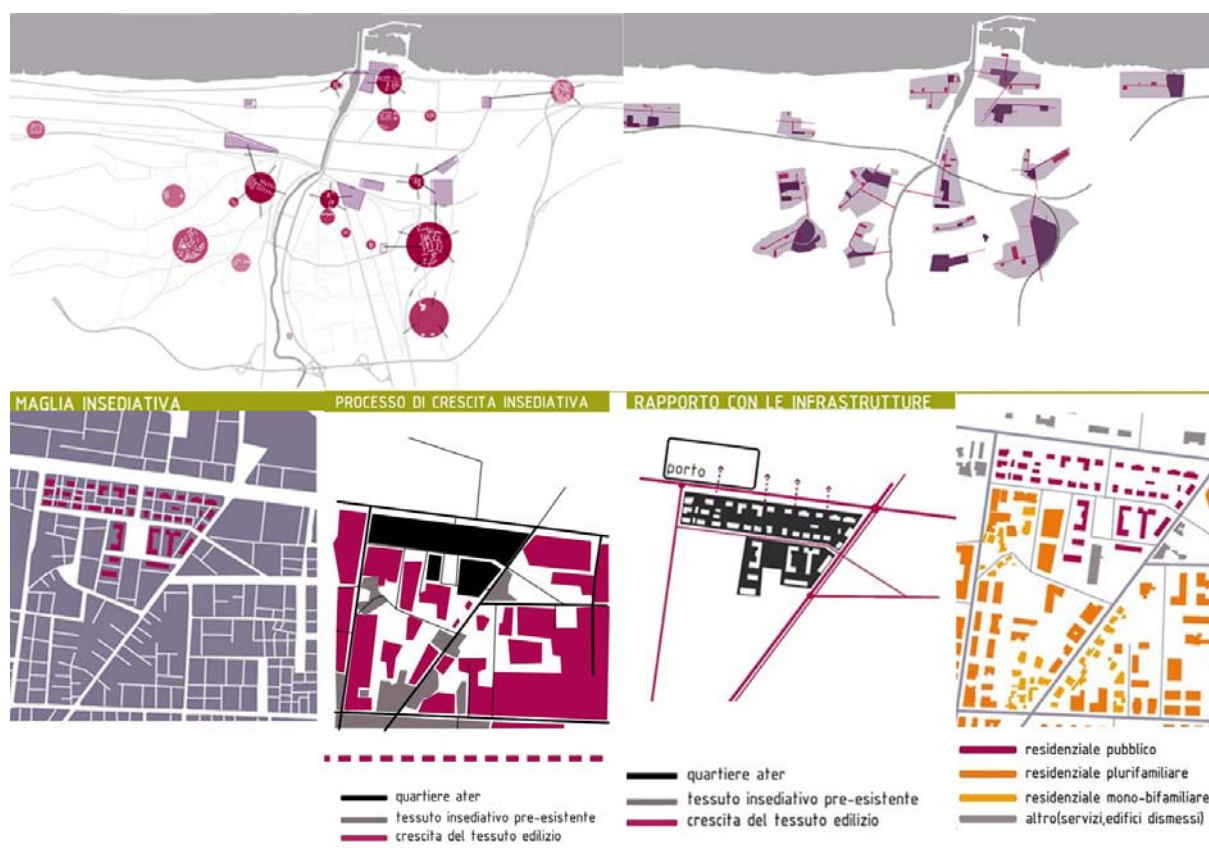 MAGLIA INSEDIATIVA
PROCESSO DI CRESCITA INSEDIATIVA
RAPPORTO CON LE INFRASTRUTTURE
porto
quartiere ater
tessuto insediativo pre-esistente
crescita del tessuto edilizio
quartiere ater
tessuto insediativo pre-esistente
crescita del tessuto edilizio
residenziale pubblico
residenziale plurifamiliare
residenziale mono-bifamiliare
altro(servizi,edifici dismessi)